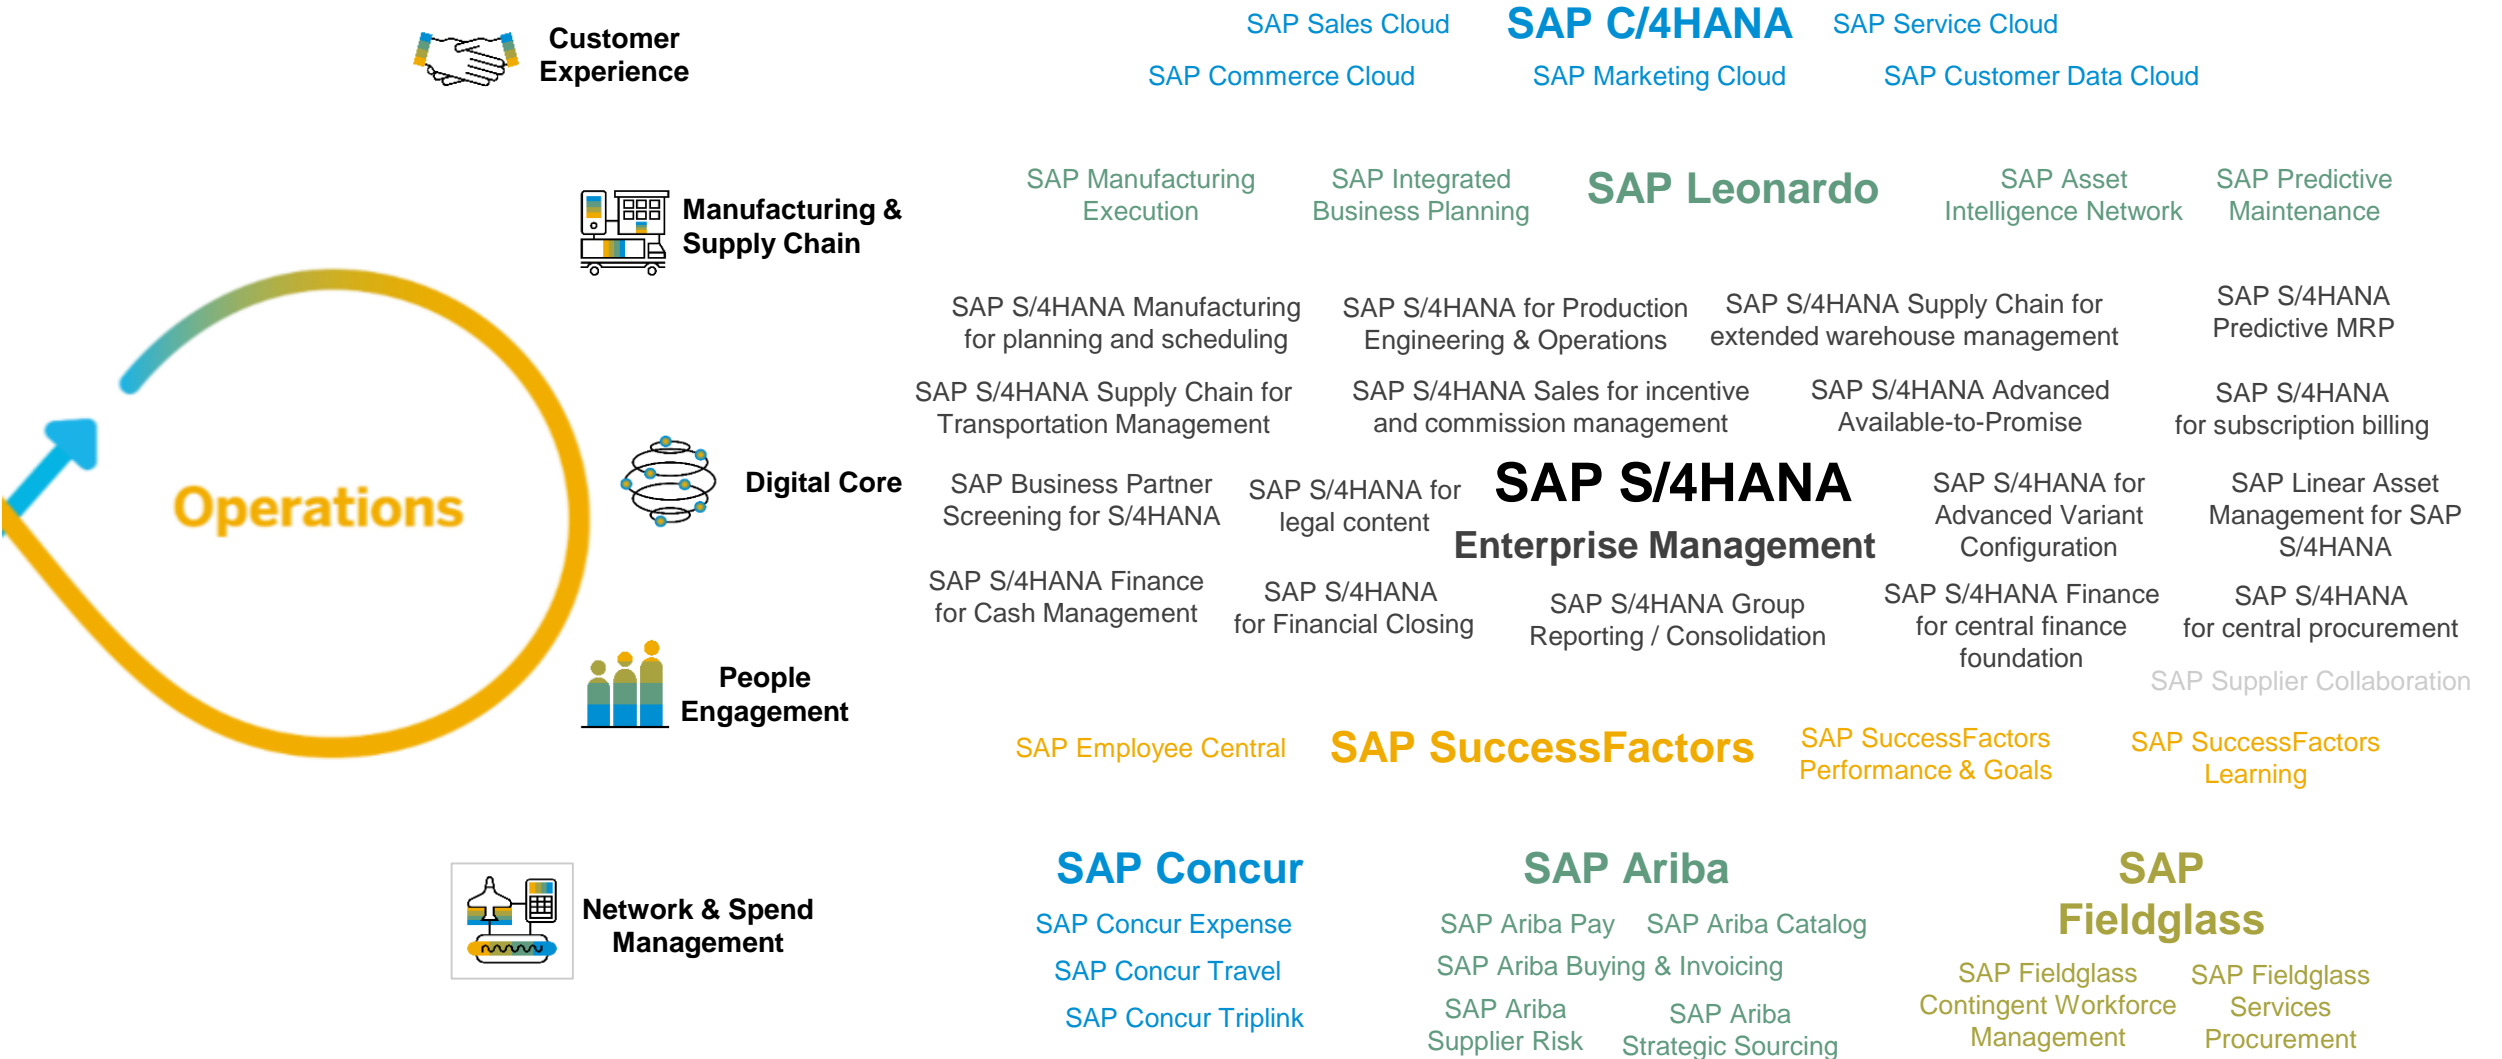 Customer
Experience
SAP Sales Cloud
SAP C/4HANA
SAP Service Cloud
SAP Commerce Cloud
SAP Marketing Cloud
SAP Customer Data Cloud
Manufacturing &
Supply Chain
SAP Manufacturing
Execution
SAP Integrated
Business Planning
SAP Leonardo
SAP Asset
Intelligence Network
SAP Predictive
Maintenance
SAP S/4HANA Manufacturing
for planning and scheduling
SAP S/4HANA for Production
Engineering & Operations
SAP S/4HANA Supply Chain for
extended warehouse management
SAP S/4HANA
Predictive MRP
SAP S/4HANA Supply Chain for
Transportation Management
SAP S/4HANA Sales for incentive
and commission management
SAP S/4HANA Advanced
Available-to-Promise
SAP S/4HANA
for subscription billing
Operations
Digital Core
SAP Business Partner
Screening for S/4HANA
SAP S/4HANA for
legal content
SAP S/4HANA
Enterprise Management
SAP S/4HANA for
Advanced Variant
Configuration
SAP Linear Asset
Management for SAP
S/4HANA
SAP S/4HANA Finance
for Cash Management
SAP S/4HANA
for Financial Closing
SAP S/4HANA Group
Reporting / Consolidation
SAP S/4HANA Finance
for central finance
foundation
SAP S/4HANA
for central procurement
SAP Supplier Collaboration
People
Engagement
SAP Employee Central
SAP SuccessFactors
SAP SuccessFactors
Performance & Goals
SAP SuccessFactors
Learning
Network & Spend
Management
SAP Concur
SAP Concur Expense
SAP Concur Travel
SAP Concur Triplink
SAP Ariba
SAP Ariba Pay
SAP Ariba Catalog
SAP Ariba Buying & Invoicing
SAP Ariba
Supplier Risk
SAP Ariba
Strategic Sourcing
SAP
Fieldglass
SAP Fieldglass
Contingent Workforce
Management
SAP Fieldglass
Services
Procurement